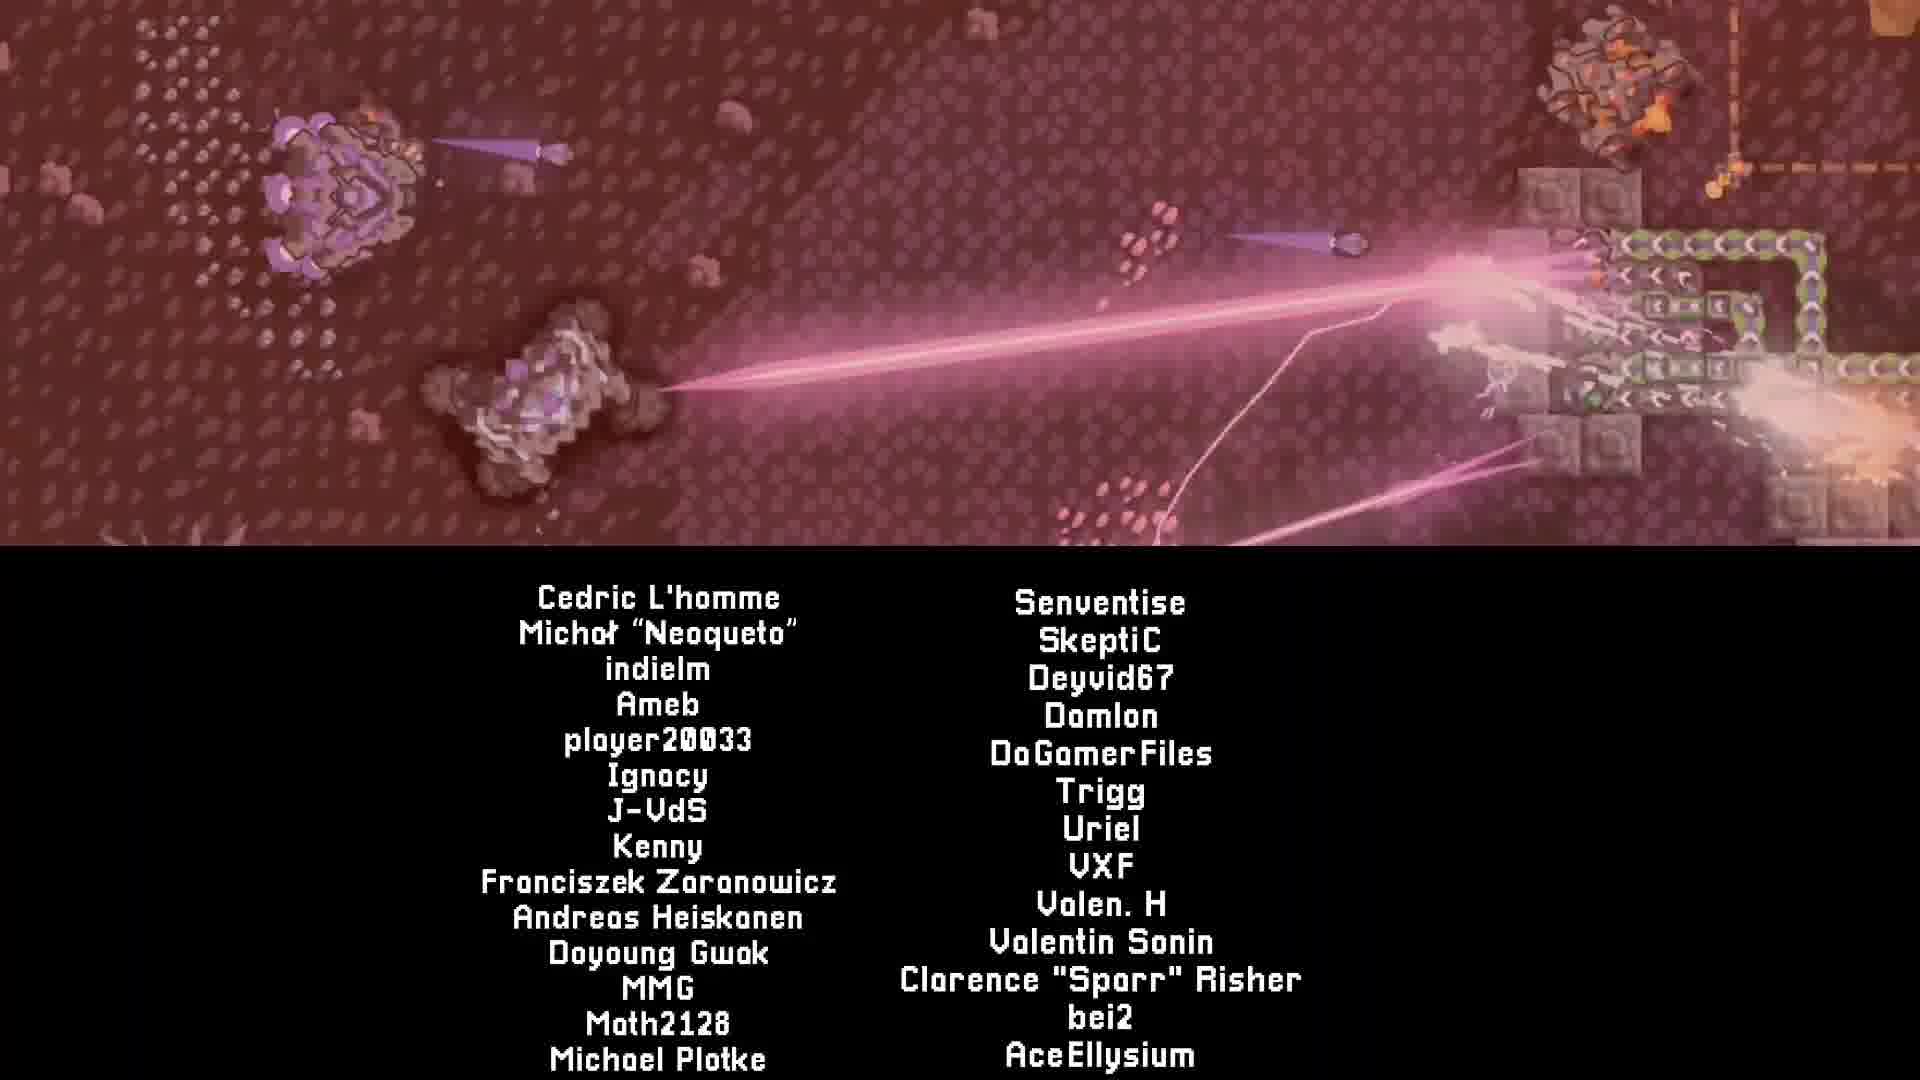 Cedric L'homme
Michał “Neoqueto”
indielm
Ameb
player20033
Ignacy
J-VdS
Kenny
Franciszek Zaranowicz
Andreas Heiskanen
Doyoung Gwak
MMG
Math2128
Michael Plotke
Senventise
SkeptiC
Deyvid67
Damlon
DaGamerFiles
Trigg
Uriel
VXF
Valen. H
Valentin Sonin
Clarence "Sparr" Risher
bei2
AceEllysium